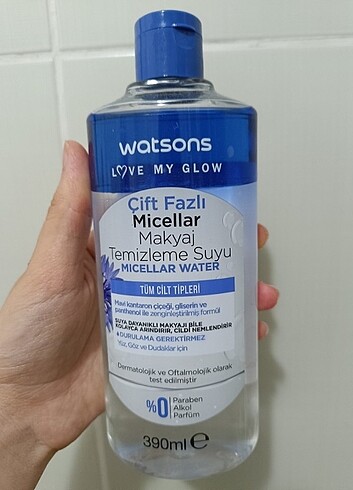 watsons
LOVE MY GLOW
Çift Fazlı
Micellar
Makyaj
Temizleme Suyu
MICELLAR WATER
TÜM CİLT TİPLERİ
Mavi kantaron çiçeği, gliserin ve
panthenol ile zenginleştirilmiş formül
SUYA DAYANIKLI MAKYAJI BİLE
KOLAYCA ARINDIRIR, CİLDİ NEMLENDİRİR
+DURULAMA GEREKTİRMEZ
Yüz, Göz ve Dudaklar için
Dermatolojik ve Oftalmolojik olarak
test edilmiştir
%0
Paraben
Alkol
Parfüm
390ml e